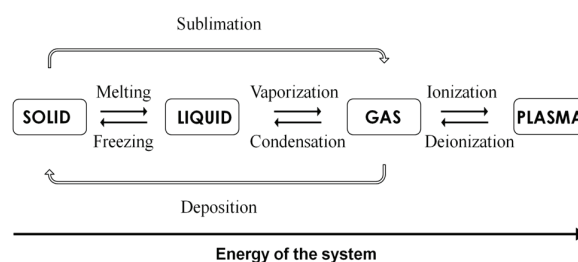 Sublimation
Melting Vaporization Ionization
SOLID LIQUID GAS PLASMA
Freezing Condensation Deionization
Deposition
Energy of the system